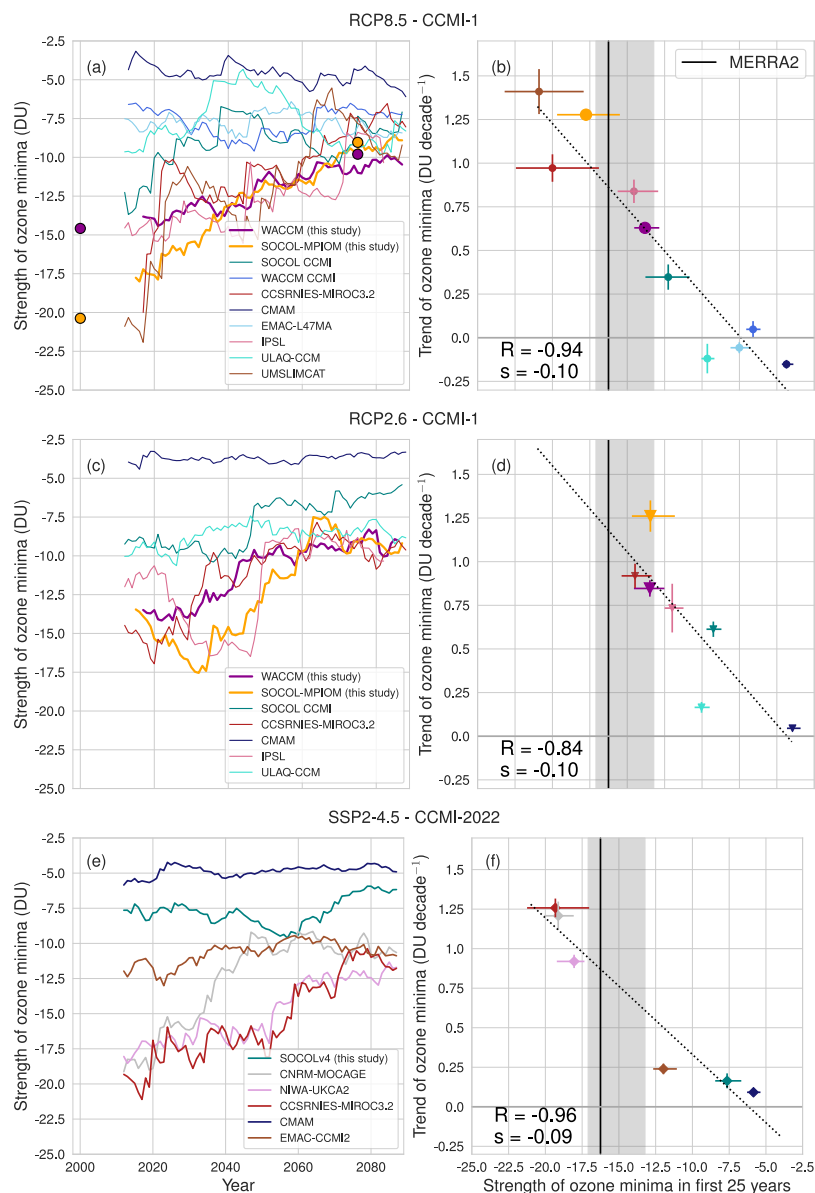 RCP8.5 - CCMI-1
Strength of ozone minima (DU)
-2.5
-5.0
-7.5
-10.0
-12.5
-15.0
-17.5
-20.0
-22.5
-25.0
(a)
WACCM (this study)
SOCOL-MPIOM (this study)
SOCOL CCMI
WACCM CCMI
CCSRNIES-MIROC3.2
CMAM
EMAC-L47MA
IPSL
ULAQ-CCM
UMSLIMCAT
Trend of ozone minima (DU decade⁻¹)
1.5
1.25
1.0
0.75
0.5
0.25
0.0
-0.25
(b)
MERRA2
R = -0.94
s = -0.10
RCP2.6 - CCMI-1
Strength of ozone minima (DU)
-2.5
-5.0
-7.5
-10.0
-12.5
-15.0
-17.5
-20.0
-22.5
-25.0
(c)
WACCM (this study)
SOCOL-MPIOM (this study)
SOCOL CCMI
CCSRNIES-MIROC3.2
CMAM
IPSL
ULAQ-CCM
Trend of ozone minima (DU decade⁻¹)
1.5
1.25
1.0
0.75
0.5
0.25
0.0
-0.25
(d)
R = -0.84
s = -0.10
SSP2-4.5 - CCMI-2022
Strength of ozone minima (DU)
-2.5
-5.0
-7.5
-10.0
-12.5
-15.0
-17.5
-20.0
-22.5
-25.0
(e)
SOCOLv4 (this study)
CNRM-MOCAGE
NIWA-UKCA2
CCSRNIES-MIROC3.2
CMAM
EMAC-CCMI2
2000
2020
2040
2060
2080
Year
Trend of ozone minima (DU decade⁻¹)
1.5
1.25
1.0
0.75
0.5
0.25
0.0
-0.25
(f)
R = -0.96
s = -0.09
-25.0
-22.5
-20.0
-17.5
-15.0
-12.5
-10.0
-7.5
-5.0
-2.5
Strength of ozone minima in first 25 years